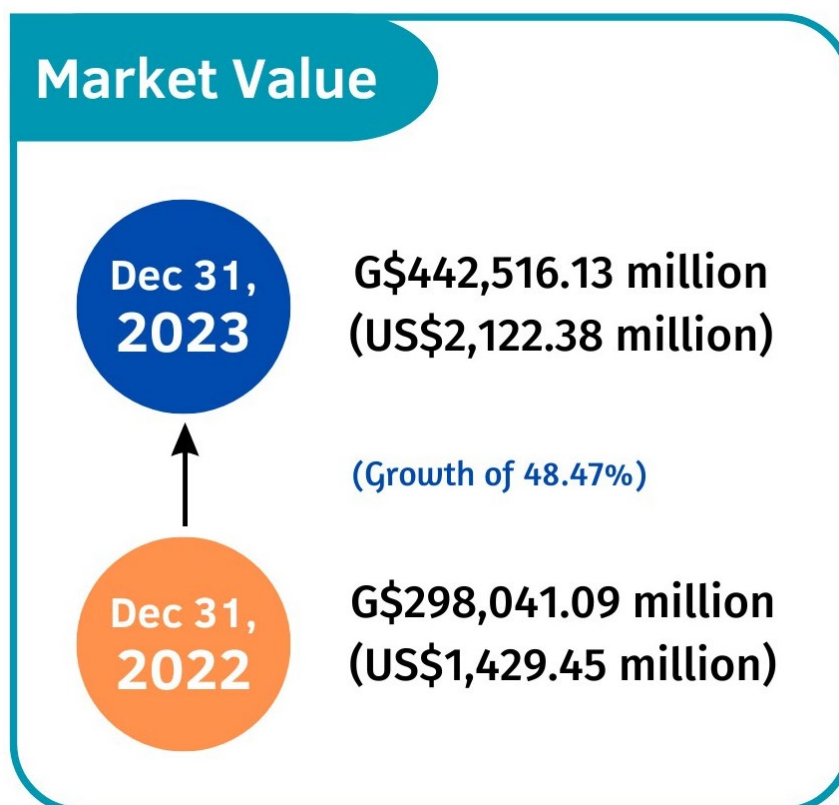 Market Value
Dec 31,
2023
G$442,516.13 million
(US$2,122.38 million)
(Growth of 48.47%)
Dec 31,
2022
G$298,041.09 million
(US$1,429.45 million)